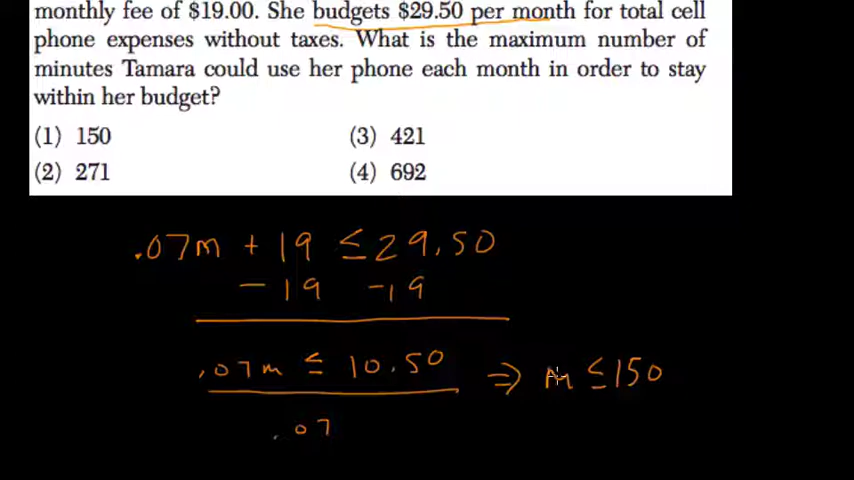 monthly fee of $19.00. She budgets $29.50 per month for total cell
phone expenses without taxes. What is the maximum number of
minutes Tamara could use her phone each month in order to stay
within her budget?
(1) 150 (3) 421
(2) 271 (4) 692
.07m + 19 ≤ 29.50
-19 -19
.07m ≤ 10.50 ⇒ m ≤ 150
.07